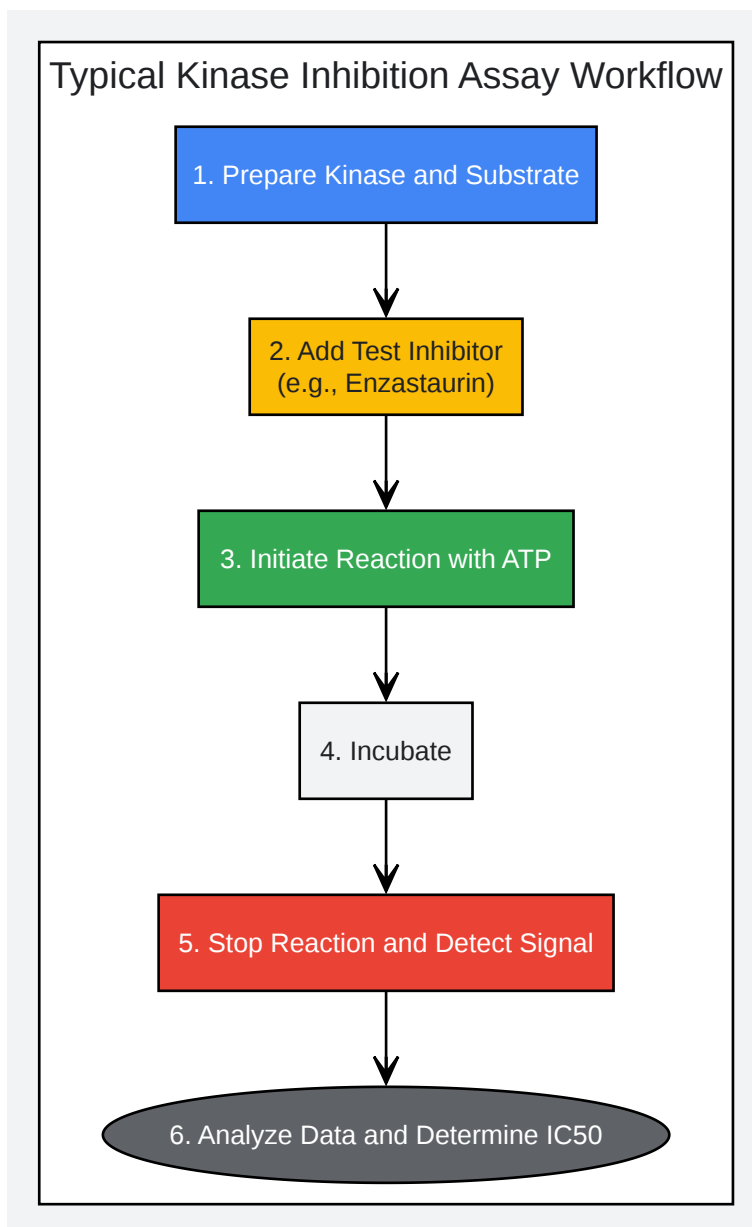 Typical Kinase Inhibition Assay Workflow
1. Prepare Kinase and Substrate
2. Add Test Inhibitor
(e.g., Enzastaurin)
3. Initiate Reaction with ATP
4. Incubate
5. Stop Reaction and Detect Signal
6. Analyze Data and Determine IC50